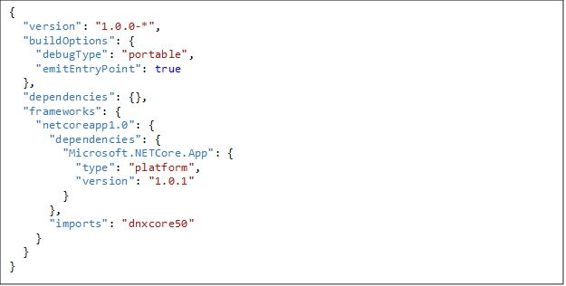 {
  "version": "1.0.0-*",
  "buildOptions": {
    "debugType": "portable",
    "emitEntryPoint": true
  },
  "dependencies": {},
  "frameworks": {
    "netcoreapp1.0": {
      "dependencies": {
        "Microsoft.NETCore.App": {
          "type": "platform",
          "version": "1.0.1"
        }
      },
      "imports": "dnxcore50"
    }
  }
}